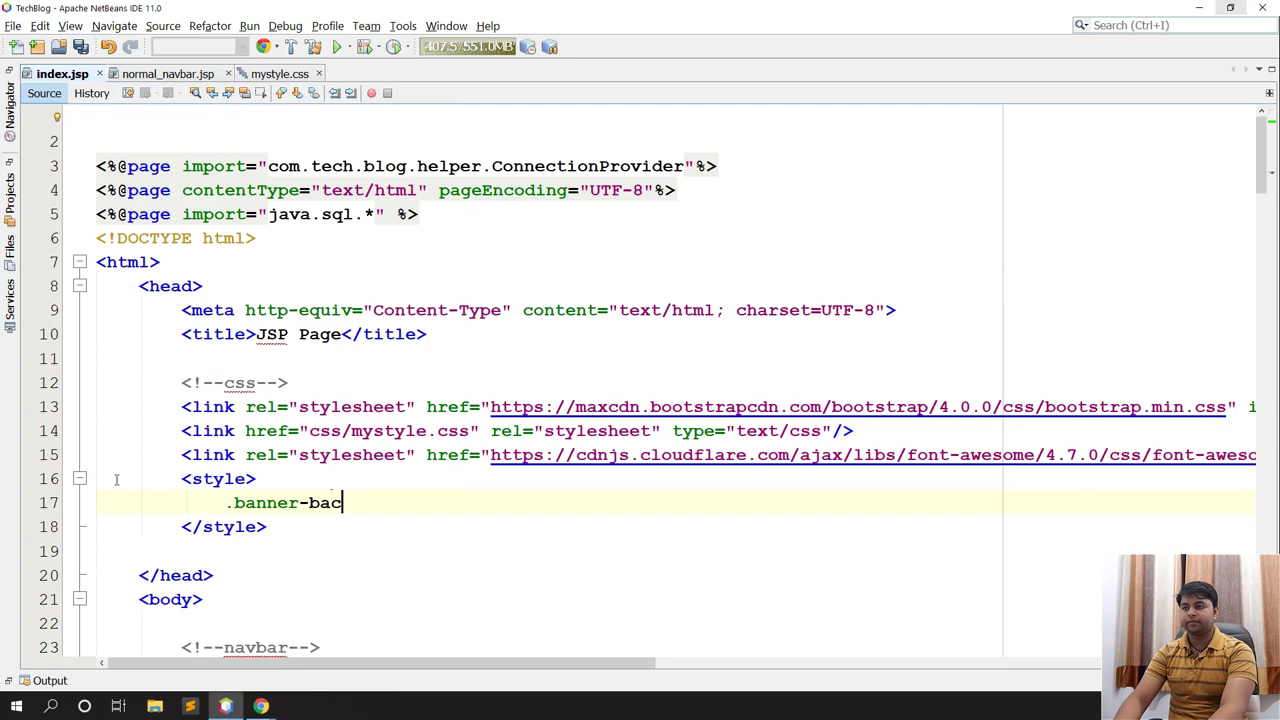 TechBlog - Apache NetBeans IDE 11.0
File Edit View Navigate Source Refactor Run Debug Profile Team Tools Window Help
Search (Ctrl+I)
407.5/551.0MB
index.jsp normal_navbar.jsp mystyle.css
Source History
Navigator
Projects
Files
Services
2
3 <%@page import="com.tech.blog.helper.ConnectionProvider"%>
4 <%@page contentType="text/html" pageEncoding="UTF-8"%>
5 <%@page import="java.sql.*" %>
6 <!DOCTYPE html>
7 <html>
8 <head>
9 <meta http-equiv="Content-Type" content="text/html; charset=UTF-8">
10 <title>JSP Page</title>
11
12 <!--css-->
13 <link rel="stylesheet" href="https://maxcdn.bootstrapcdn.com/bootstrap/4.0.0/css/bootstrap.min.css" i
14 <link href="css/mystyle.css" rel="stylesheet" type="text/css"/>
15 <link rel="stylesheet" href="https://cdnjs.cloudflare.com/ajax/libs/font-awesome/4.7.0/css/font-aweso
16 <style>
17 .banner-bac
18 </style>
19
20 </head>
21 <body>
22
23 <!--navbar-->
Output